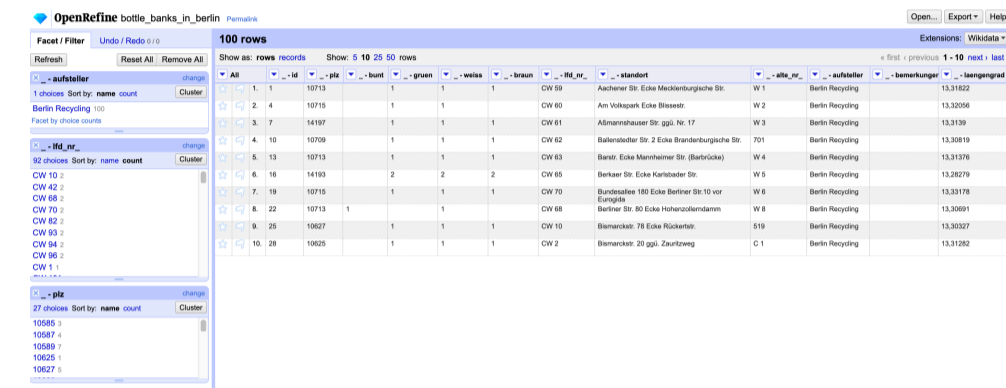 OpenRefine bottle_banks_in_berlin Permalink
Open... Export Help
Facet / Filter Undo / Redo 0 / 0
Refresh Reset All Remove All
_ - aufsteller change
1 choices Sort by: name count Cluster
Berlin Recycling 100
Facet by choice counts
_ - lfd_nr_ change
92 choices Sort by: name count Cluster
CW 10 2
CW 42 2
CW 68 2
CW 70 2
CW 82 2
CW 93 2
CW 94 2
CW 96 2
CW 1 1
_ - plz change
27 choices Sort by: name count Cluster
10585 3
10587 4
10589 7
10625 1
10627 5
100 rows
Extensions: Wikidata
Show as: rows records Show: 5 10 25 50 rows
« first ‹ previous 1 - 10 next › last
All _ - id _ - plz _ - bunt _ - gruen _ - weiss _ - braun _ - lfd_nr_ _ - standort _ - alte_nr_ _ - aufsteller _ - bemerkunger _ - laengengrad
1. 1 10713 1 1 1 CW 59 Aachener Str. Ecke Mecklenburgische Str. W 1 Berlin Recycling 13,31822
2. 4 10715 1 1 CW 60 Am Volkspark Ecke Blissestr. W 2 Berlin Recycling 13,32056
3. 7 14197 1 1 1 CW 61 Aßmannshauser Str. ggü. Nr. 17 W 3 Berlin Recycling 13,3139
4. 10 10709 1 1 1 CW 62 Ballenstedter Str. 2 Ecke Brandenburgische Str. 701 Berlin Recycling 13,30819
5. 13 10713 1 1 1 CW 63 Barstr. Ecke Mannheimer Str. (Barbrücke) W 4 Berlin Recycling 13,31376
6. 16 14193 2 2 2 CW 65 Berkaer Str. Ecke Karlsbader Str. W 5 Berlin Recycling 13,28279
7. 19 10715 1 1 1 CW 70 Bundesallee 180 Ecke Berliner Str.10 vor W 6 Berlin Recycling 13,33178
Eurogida
8. 22 10713 1 1 CW 68 Berliner Str. 80 Ecke Hohenzollerndamm W 8 Berlin Recycling 13,30691
9. 25 10627 1 1 1 CW 10 Bismarckstr. 78 Ecke Rückertstr. 519 Berlin Recycling 13,30327
10. 28 10625 1 1 1 CW 2 Bismarckstr. 20 ggü. Zauritzweg C 1 Berlin Recycling 13,31282